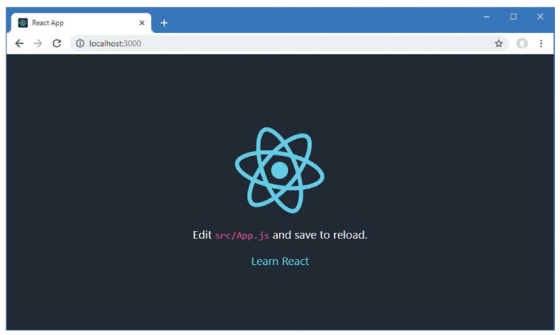 React App
localhost:3000
Edit src/App.js and save to reload.
Learn React